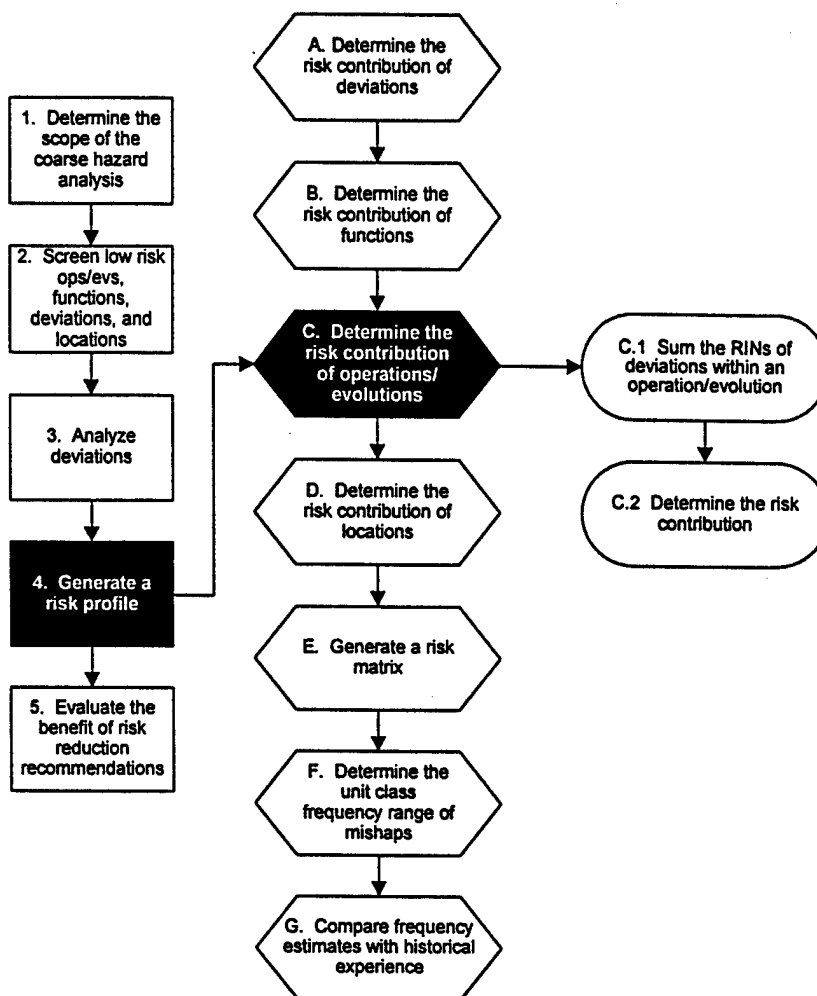 1. Determine the
scope of the
coarse hazard
analysis
2. Screen low risk
ops/evs,
functions,
deviations, and
locations
3. Analyze
deviations
4. Generate a
risk profile
5. Evaluate the
benefit of risk
reduction
recommendations
A. Determine the
risk contribution of
deviations
B. Determine the
risk contribution of
functions
C. Determine the
risk contribution
of operations/
evolutions
D. Determine the
risk contribution of
locations
E. Generate a risk
matrix
F. Determine the
unit class
frequency range of
mishaps
G. Compare frequency
estimates with historical
experience
C.1 Sum the RINs of
deviations within an
operation/evolution
C.2 Determine the risk
contribution